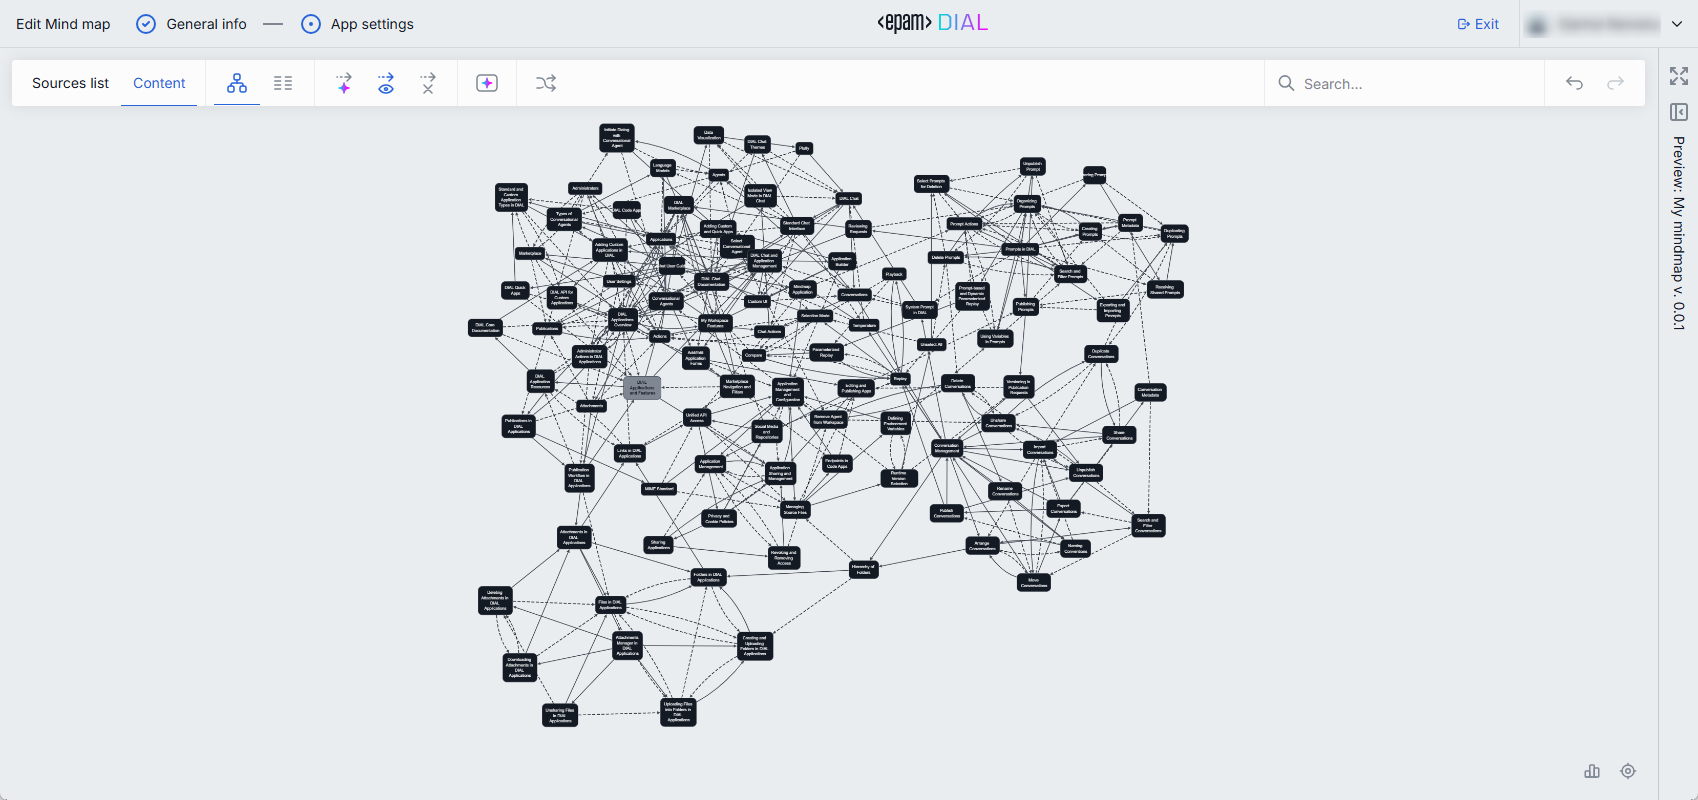 Edit Mind map
General info
App settings
<epam> DIAL
Exit
Sources list
Content
Search...
Preview: My mindmap v. 0.0.1
Initiate Dialog
with
Conversational
Agent
Data
Visualization
DIAL Chat
Themes
Plotly
Language
Models
Agents
Unpublish
Prompt
Select Prompts
for Deletion
Standard and
Custom
Application
Types in DIAL
Administrators
Isolated View
Mode in DIAL
Chat
DIAL Chat
DIAL
Marketplace
Organizing
Prompts
DIAL Code App
Types of
Conversational
Agents
Standard Chat
Interface
Reviewing
Requests
Prompt Actions
Prompt
Metadata
Creating
Prompts
Duplicating
Prompts
Adding Custom
and Quick Apps
Applications
Select
Conversational
Agent
Adding Custom
Applications in
DIAL
Prompts in DIAL
Marketplace
DIAL Chat and
Application
Management
Application
Builder
Delete Prompts
Search and
Filter Prompts
Playback
User Settings
DIAL Chat
Documentation
DIAL Quick
Apps
DIAL API for
Custom
Applications
Mindmap
Application
Conversations
Prompt-based
and Dynamic
Parameterized
Replay
Receiving
Shared Prompts
Conversational
Agents
Custom UI
Publishing
Prompts
Exporting and
Importing
Prompts
System Prompt
in DIAL
DIAL
Applications
Overview
My Workspace
Features
Selection Mode
Temperature
DIAL Core
Documentation
Publications
Actions
Chat Actions
Using Variables
in Prompts
Unselect All
Administrator
Actions in DIAL
Applications
Add/Edit
Application
Forms
Compare
Parameterized
Replay
Duplicate
Conversations
DIAL
Application
Resources
DIAL
Applications
and Features
Marketplace
Navigation and
Filters
Application
Management
and
Configuration
Editing and
Publishing Apps
Replay
Delete
Conversations
Versioning in
Publication
Requests
Conversation
Metadata
Attachments
Publications in
DIAL
Applications
Unified API
Access
Social Media
and
Repositories
Remove Agent
from Workspace
Defining
Environment
Variables
Unshare
Conversations
Share
Conversations
Links in DIAL
Applications
Conversation
Management
Import
Conversations
Publication
Workflow in
DIAL
Applications
Application
Management
Application
Sharing and
Management
Endpoints in
Code Apps
Runtime
Version
Selection
Unpublish
Conversations
MIME Standard
Rename
Conversations
Managing
Source Files
Privacy and
Cookie Policies
Publish
Conversations
Export
Conversations
Search and
Filter
Conversations
Attachments in
DIAL
Applications
Sharing
Applications
Revoking and
Removing
Access
Arrange
Conversations
Naming
Conventions
Hierarchy of
Folders
Folders in DIAL
Applications
Move
Conversations
Deleting
Attachments in
DIAL
Applications
Files in DIAL
Applications
Attachments
Manager in
DIAL
Applications
Creating and
Uploading
Folders in DIAL
Applications
Downloading
Attachments in
DIAL
Applications
Unsharing Files
in DIAL
Applications
Uploading Files
into Folders in
DIAL
Applications